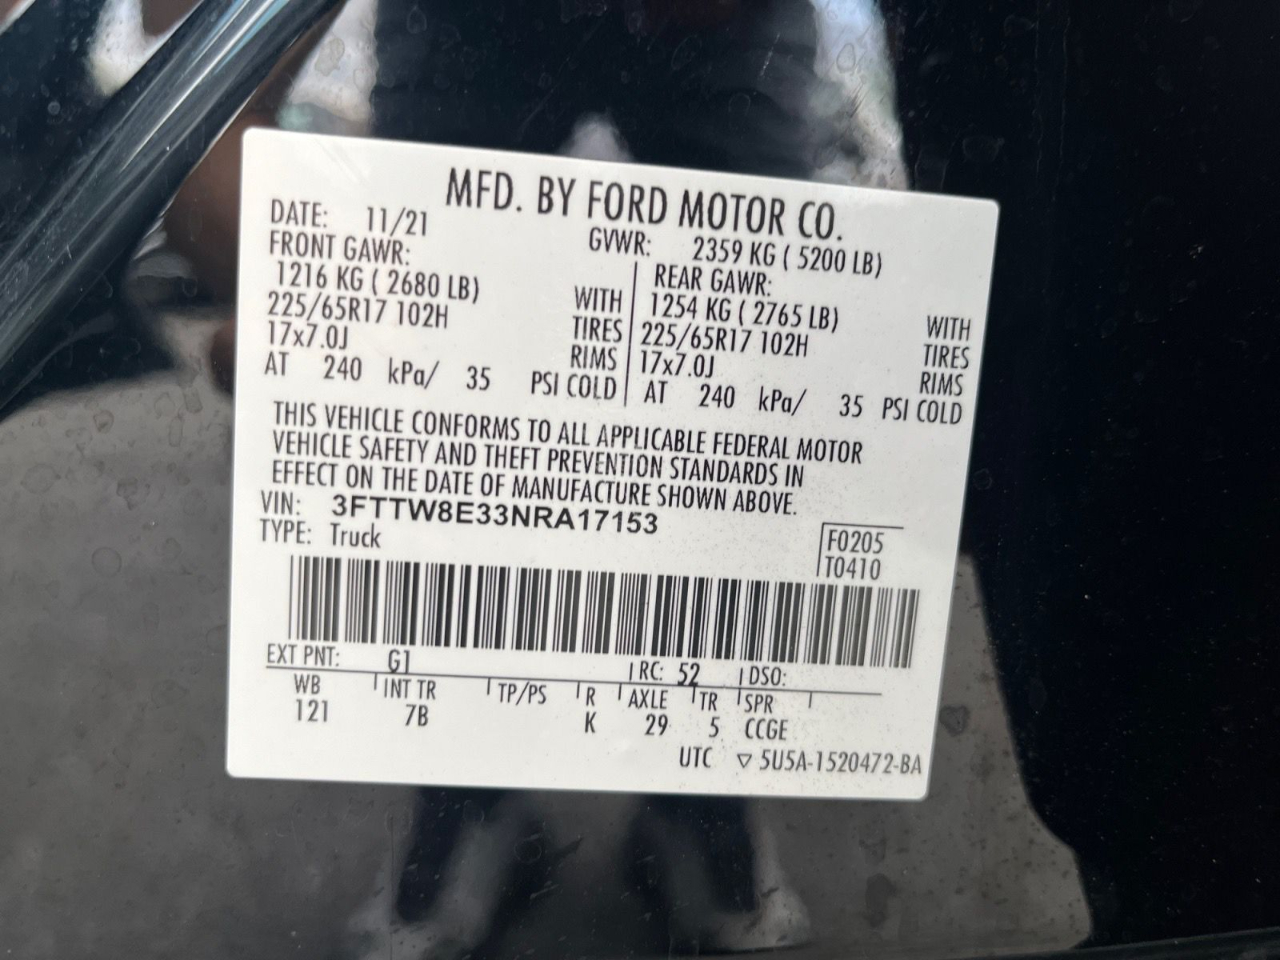 MFD. BY FORD MOTOR CO.
DATE: 11/21
GVWR: 2359 KG ( 5200 LB)
FRONT GAWR:
1216 KG ( 2680 LB) WITH
225/65R17 102H TIRES
17x7.0J RIMS
AT 240 kPa/ 35 PSI COLD
REAR GAWR:
1254 KG ( 2765 LB) WITH
225/65R17 102H TIRES
17x7.0J RIMS
AT 240 kPa/ 35 PSI COLD
THIS VEHICLE CONFORMS TO ALL APPLICABLE FEDERAL MOTOR
VEHICLE SAFETY AND THEFT PREVENTION STANDARDS IN
EFFECT ON THE DATE OF MANUFACTURE SHOWN ABOVE.
VIN: 3FTTW8E33NRA17153
TYPE: Truck
F0205
T0410
EXT PNT: G1 RC: 52 DSO:
WB INT TR TP/PS R AXLE TR SPR
121 7B K 29 5 CCGE
UTC ▽ 5U5A-1520472-BA